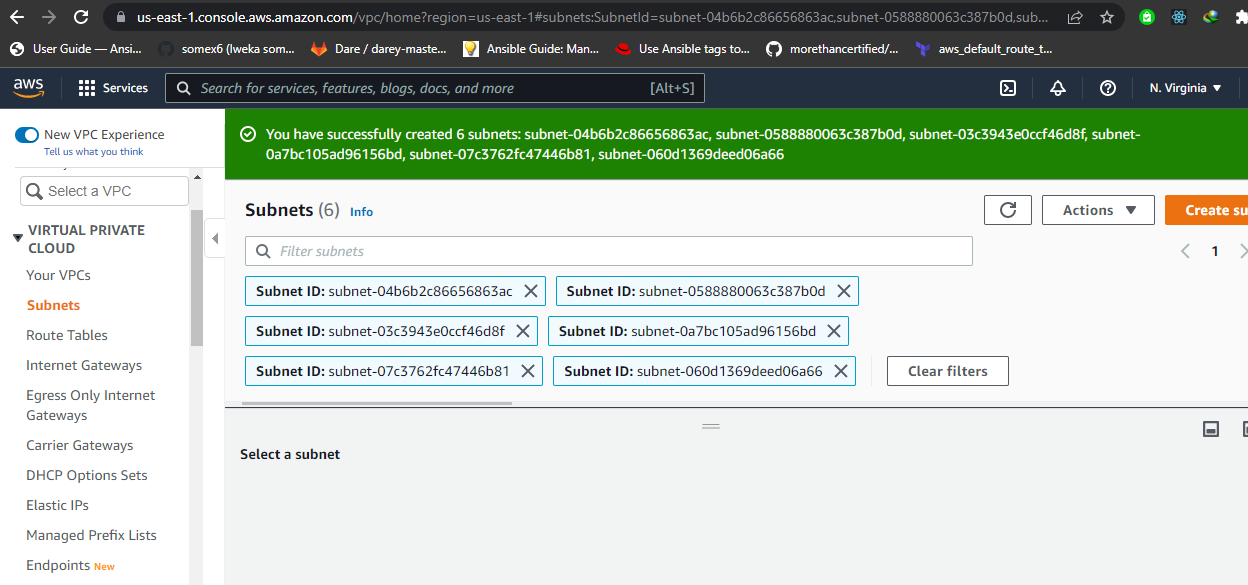 us-east-1.console.aws.amazon.com/vpc/home?region=us-east-1#subnets:SubnetId=subnet-04b6b2c86656863ac,subnet-0588880063c387b0d,sub...
User Guide — Ansi...
somex6 (lweka som...
Dare / darey-maste...
Ansible Guide: Man...
Use Ansible tags to...
morethancertified/...
aws_default_route_t...
aws
Services
Search for services, features, blogs, docs, and more
[Alt+S]
N. Virginia
New VPC Experience
Tell us what you think
Select a VPC
VIRTUAL PRIVATE
CLOUD
Your VPCs
Subnets
Route Tables
Internet Gateways
Egress Only Internet
Gateways
Carrier Gateways
DHCP Option Sets
Elastic IPs
Managed Prefix Lists
Endpoints New
You have successfully created 6 subnets: subnet-04b6b2c86656863ac, subnet-0588880063c387b0d, subnet-03c3943e0ccf46d8f, subnet-
0a7bc105ad96156bd, subnet-07c3762fc47446b81, subnet-060d1369deed06a66
Subnets (6) Info
Actions
Create su
Filter subnets
1
Subnet ID: subnet-04b6b2c86656863ac
Subnet ID: subnet-0588880063c387b0d
Subnet ID: subnet-03c3943e0ccf46d8f
Subnet ID: subnet-0a7bc105ad96156bd
Subnet ID: subnet-07c3762fc47446b81
Subnet ID: subnet-060d1369deed06a66
Clear filters
Select a subnet